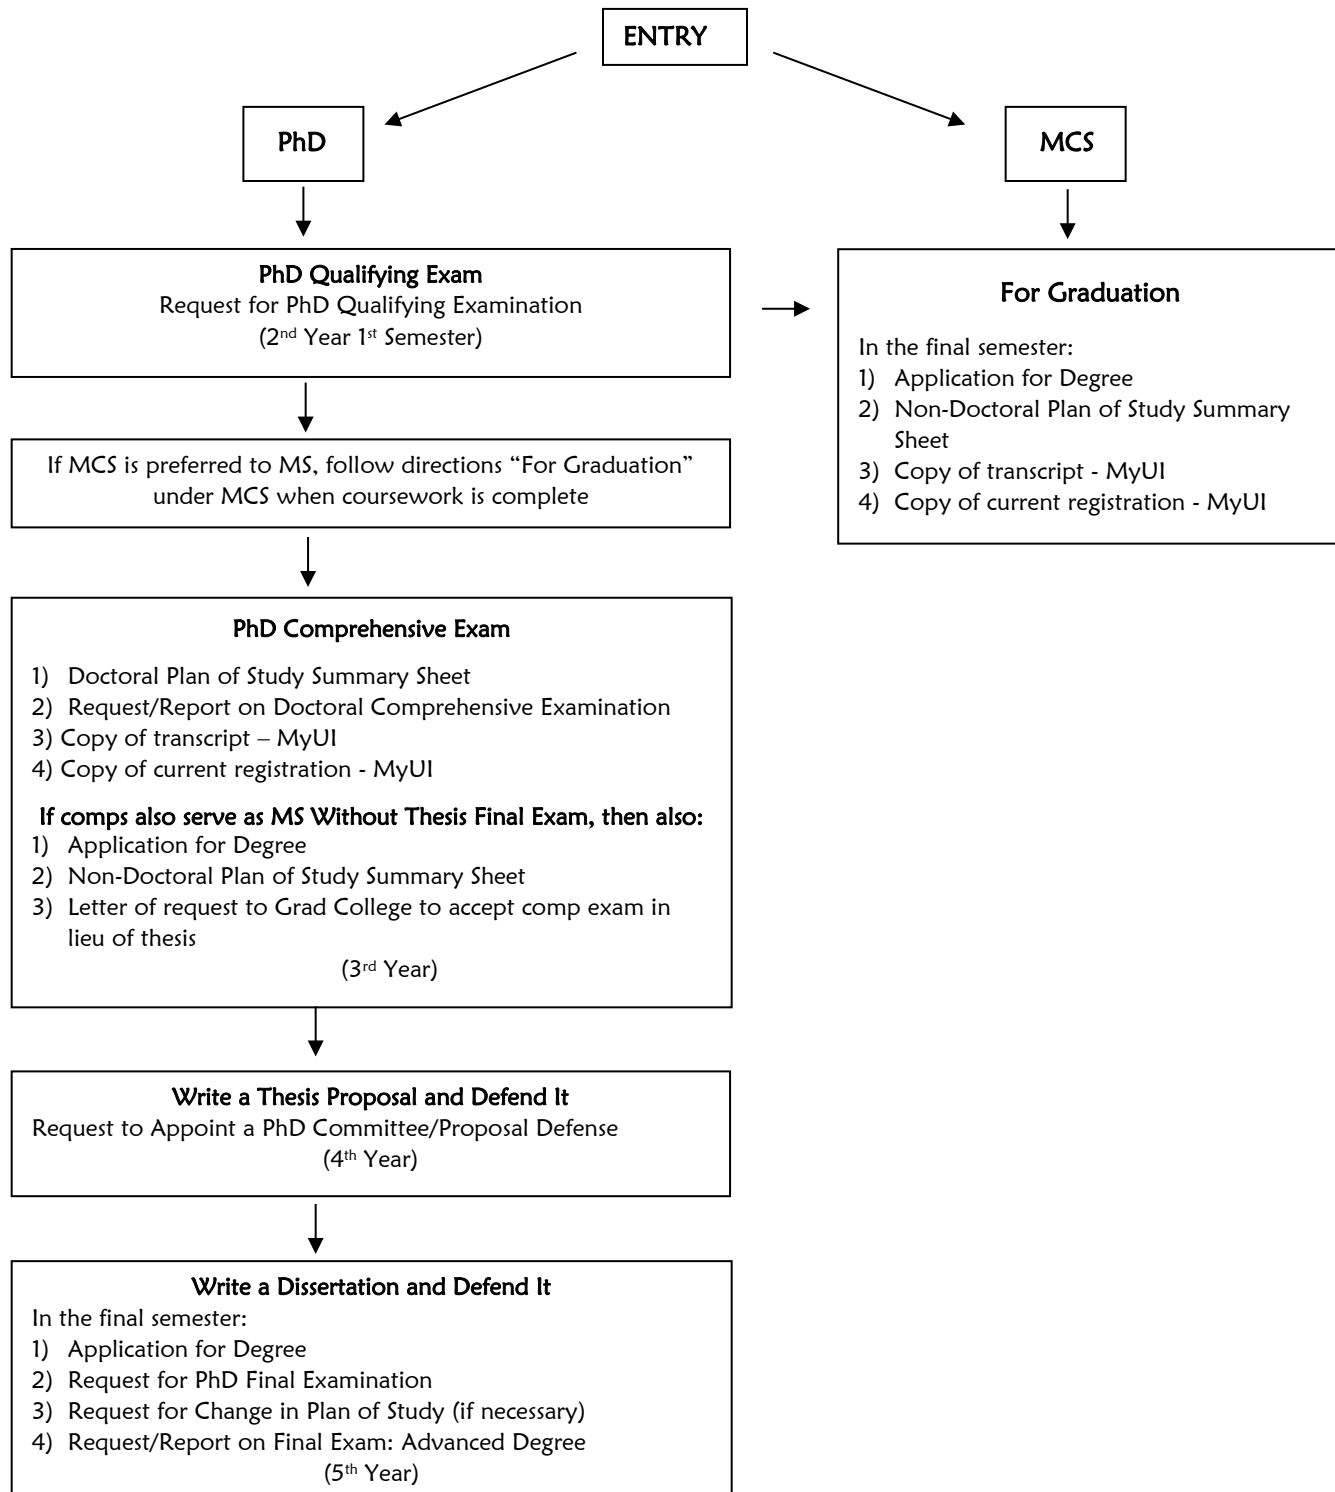 ENTRY
PhD
MCS
PhD Qualifying Exam
Request for PhD Qualifying Examination
(2nd Year 1st Semester)
For Graduation
In the final semester:
1) Application for Degree
2) Non-Doctoral Plan of Study Summary
Sheet
3) Copy of transcript - MyUI
4) Copy of current registration - MyUI
If MCS is preferred to MS, follow directions “For Graduation”
under MCS when coursework is complete
PhD Comprehensive Exam
1) Doctoral Plan of Study Summary Sheet
2) Request/Report on Doctoral Comprehensive Examination
3) Copy of transcript – MyUI
4) Copy of current registration - MyUI
If comps also serve as MS Without Thesis Final Exam, then also:
1) Application for Degree
2) Non-Doctoral Plan of Study Summary Sheet
3) Letter of request to Grad College to accept comp exam in
lieu of thesis
(3rd Year)
Write a Thesis Proposal and Defend It
Request to Appoint a PhD Committee/Proposal Defense
(4th Year)
Write a Dissertation and Defend It
In the final semester:
1) Application for Degree
2) Request for PhD Final Examination
3) Request for Change in Plan of Study (if necessary)
4) Request/Report on Final Exam: Advanced Degree
(5th Year)